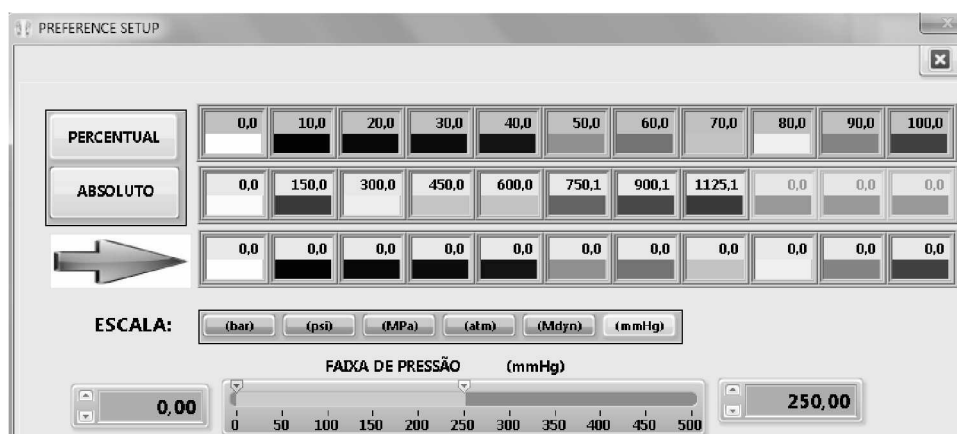 PREFERENCE SETUP
PERCENTUAL 0,0 10,0 20,0 30,0 40,0 50,0 60,0 70,0 80,0 90,0 100,0
ABSOLUTO 0,0 150,0 300,0 450,0 600,0 750,1 900,1 1125,1 0,0 0,0 0,0
0,0 0,0 0,0 0,0 0,0 0,0 0,0 0,0 0,0 0,0 0,0
ESCALA: (bar) (psi) (MPa) (atm) (Mdyn) (mmHg)
FAIXA DE PRESSÃO (mmHg)
0,00 250,00
0 50 100 150 200 250 300 350 400 450 500